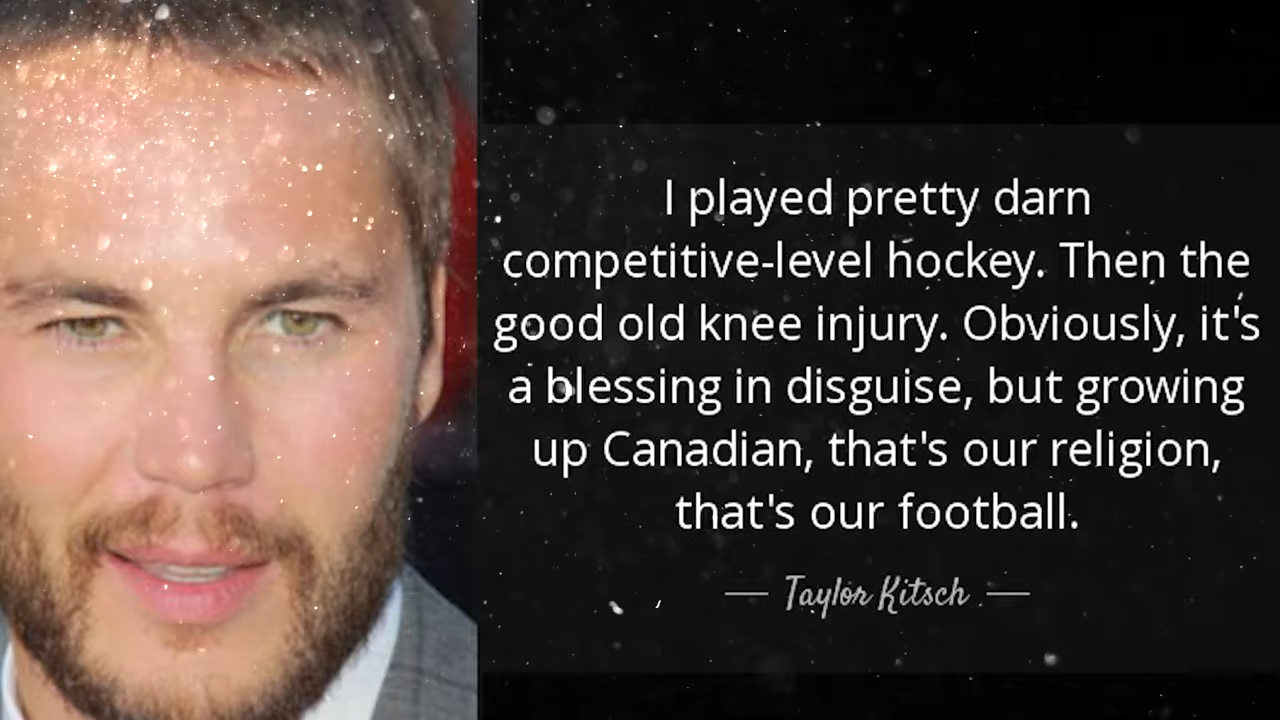 I played pretty darn
competitive-level hockey. Then the
good old knee injury. Obviously, it's
a blessing in disguise, but growing
up Canadian, that's our religion,
that's our football.
Taylor Kitsch